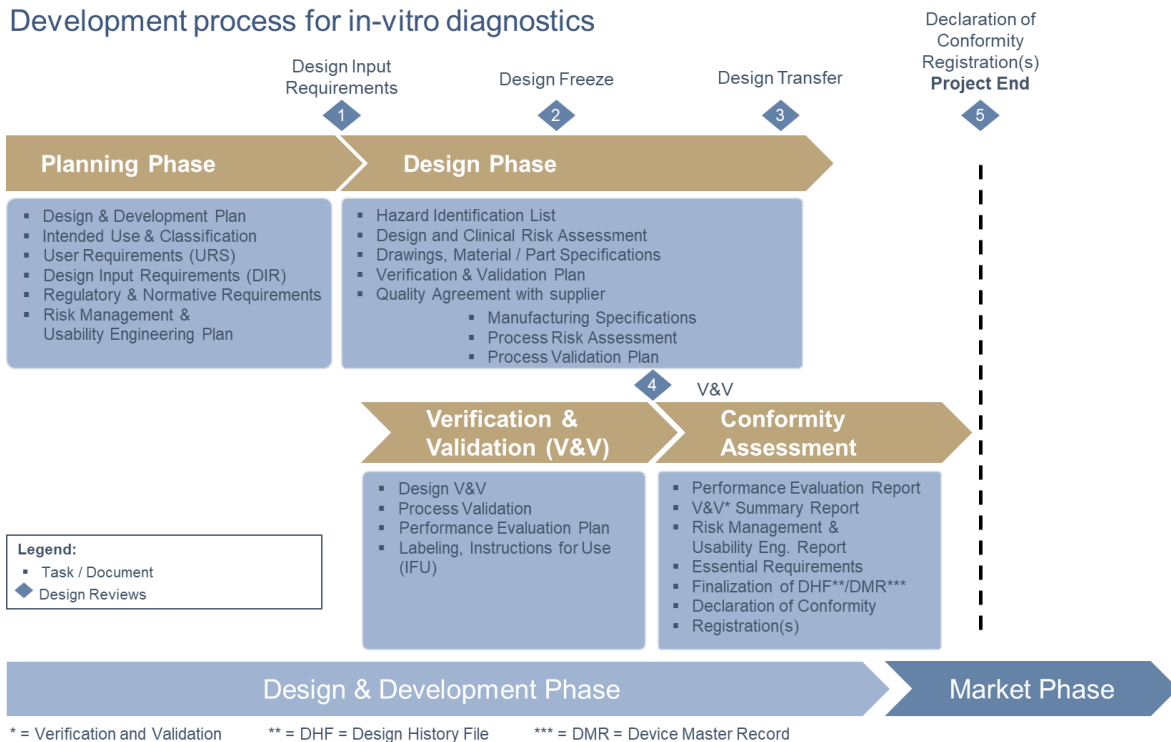 Development process for in-vitro diagnostics
Declaration of
Conformity
Registration(s)
Project End
Design Input
Requirements
Design Freeze
Design Transfer
1
2
3
5
Planning Phase
Design Phase
▪ Design & Development Plan
▪ Intended Use & Classification
▪ User Requirements (URS)
▪ Design Input Requirements (DIR)
▪ Regulatory & Normative Requirements
▪ Risk Management &
Usability Engineering Plan
▪ Hazard Identification List
▪ Design and Clinical Risk Assessment
▪ Drawings, Material / Part Specifications
▪ Verification & Validation Plan
▪ Quality Agreement with supplier
▪ Manufacturing Specifications
▪ Process Risk Assessment
▪ Process Validation Plan
4
V&V
Verification &
Validation (V&V)
Conformity
Assessment
▪ Design V&V
▪ Process Validation
▪ Performance Evaluation Plan
▪ Labeling, Instructions for Use
(IFU)
▪ Performance Evaluation Report
▪ V&V* Summary Report
▪ Risk Management &
Usability Eng. Report
▪ Essential Requirements
▪ Finalization of DHF**/DMR***
▪ Declaration of Conformity
▪ Registration(s)
Legend:
▪ Task / Document
Design Reviews
Design & Development Phase
Market Phase
* = Verification and Validation
** = DHF = Design History File
*** = DMR = Device Master Record